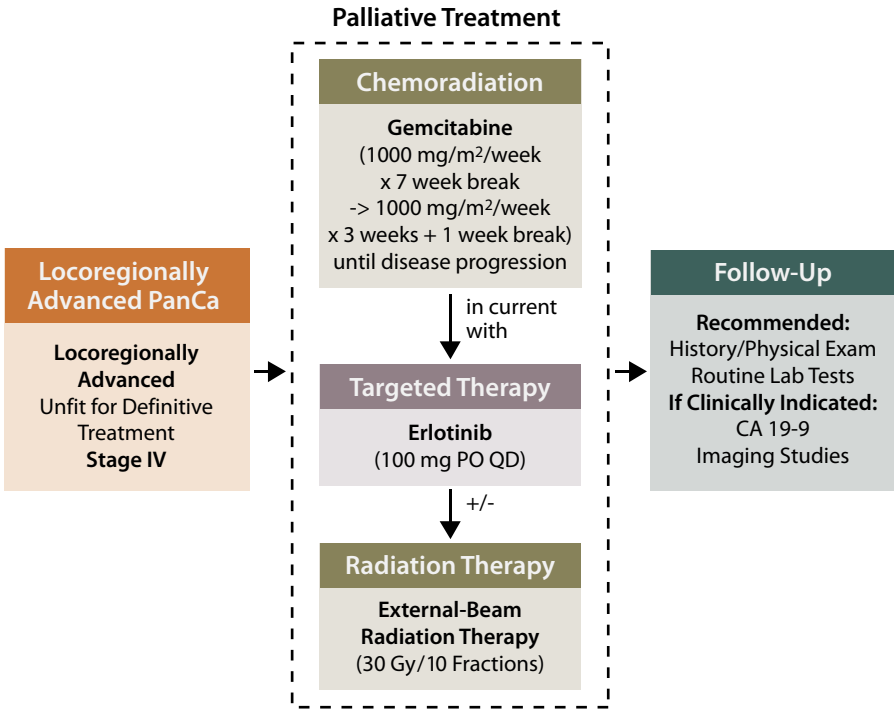 Palliative Treatment
Locoregionally
Advanced PanCa
Locoregionally
Advanced
Unfit for Definitive
Treatment
Stage IV
Chemoradiation
Gemcitabine
(1000 mg/m²/week
x 7 week break
-> 1000 mg/m²/week
x 3 weeks + 1 week break)
until disease progression
in current
with
Targeted Therapy
Erlotinib
(100 mg PO QD)
+/-
Radiation Therapy
External-Beam
Radiation Therapy
(30 Gy/10 Fractions)
Follow-Up
Recommended:
History/Physical Exam
Routine Lab Tests
If Clinically Indicated:
CA 19-9
Imaging Studies